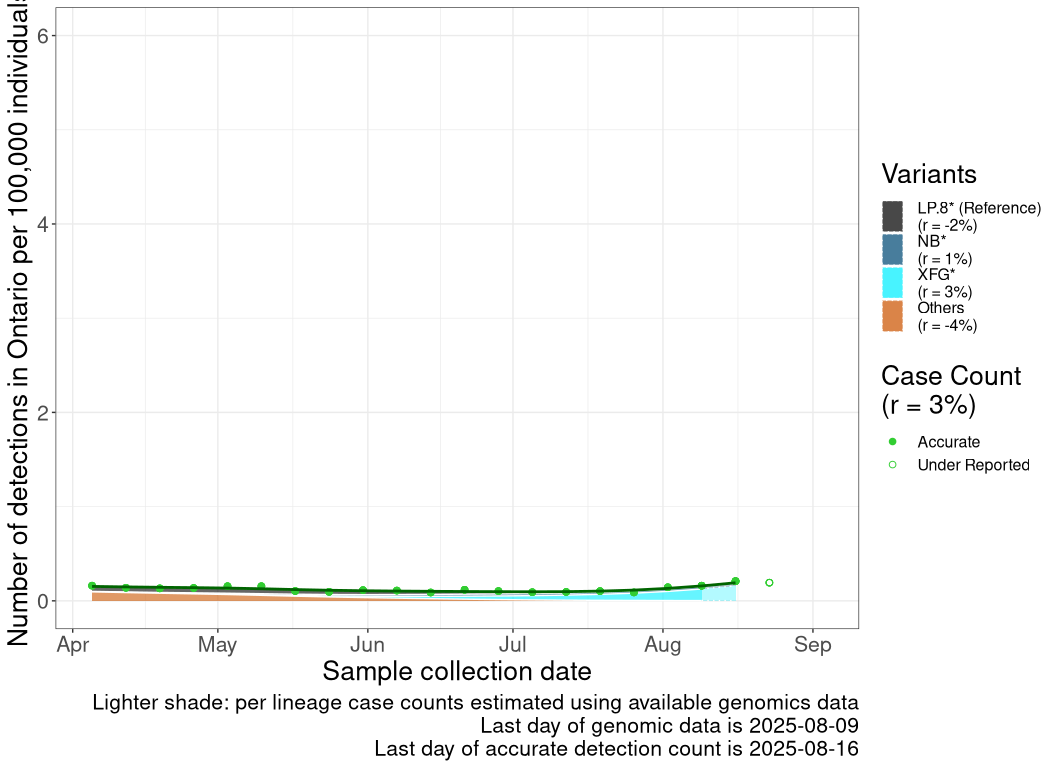 Number of detections in Ontario per 100,000 individuals
6
4
2
0
Apr
May
Jun
Jul
Aug
Sep
Sample collection date
Lighter shade: per lineage case counts estimated using available genomics data
Last day of genomic data is 2025-08-09
Last day of accurate detection count is 2025-08-16
Variants
LP.8* (Reference)
(r = -2%)
NB*
(r = 1%)
XFG*
(r = 3%)
Others
(r = -4%)
Case Count
(r = 3%)
Accurate
Under Reported